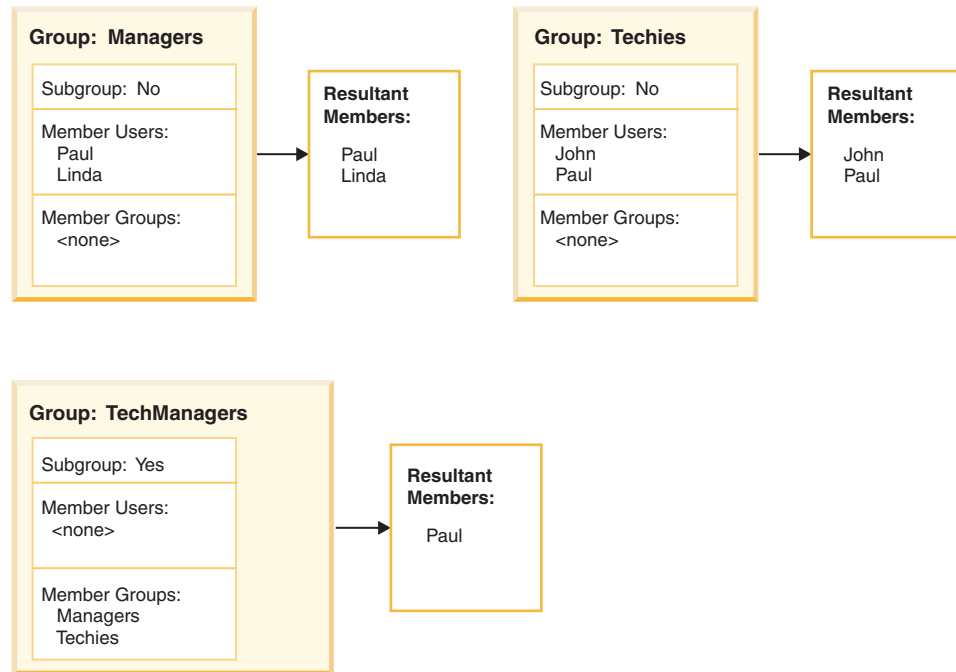 Group: Managers
Subgroup: No
Member Users:
Paul
Linda
Member Groups:
<none>
Resultant
Members:
Paul
Linda
Group: Techies
Subgroup: No
Member Users:
John
Paul
Member Groups:
<none>
Resultant
Members:
John
Paul
Group: TechManagers
Subgroup: Yes
Member Users:
<none>
Member Groups:
Managers
Techies
Resultant
Members:
Paul